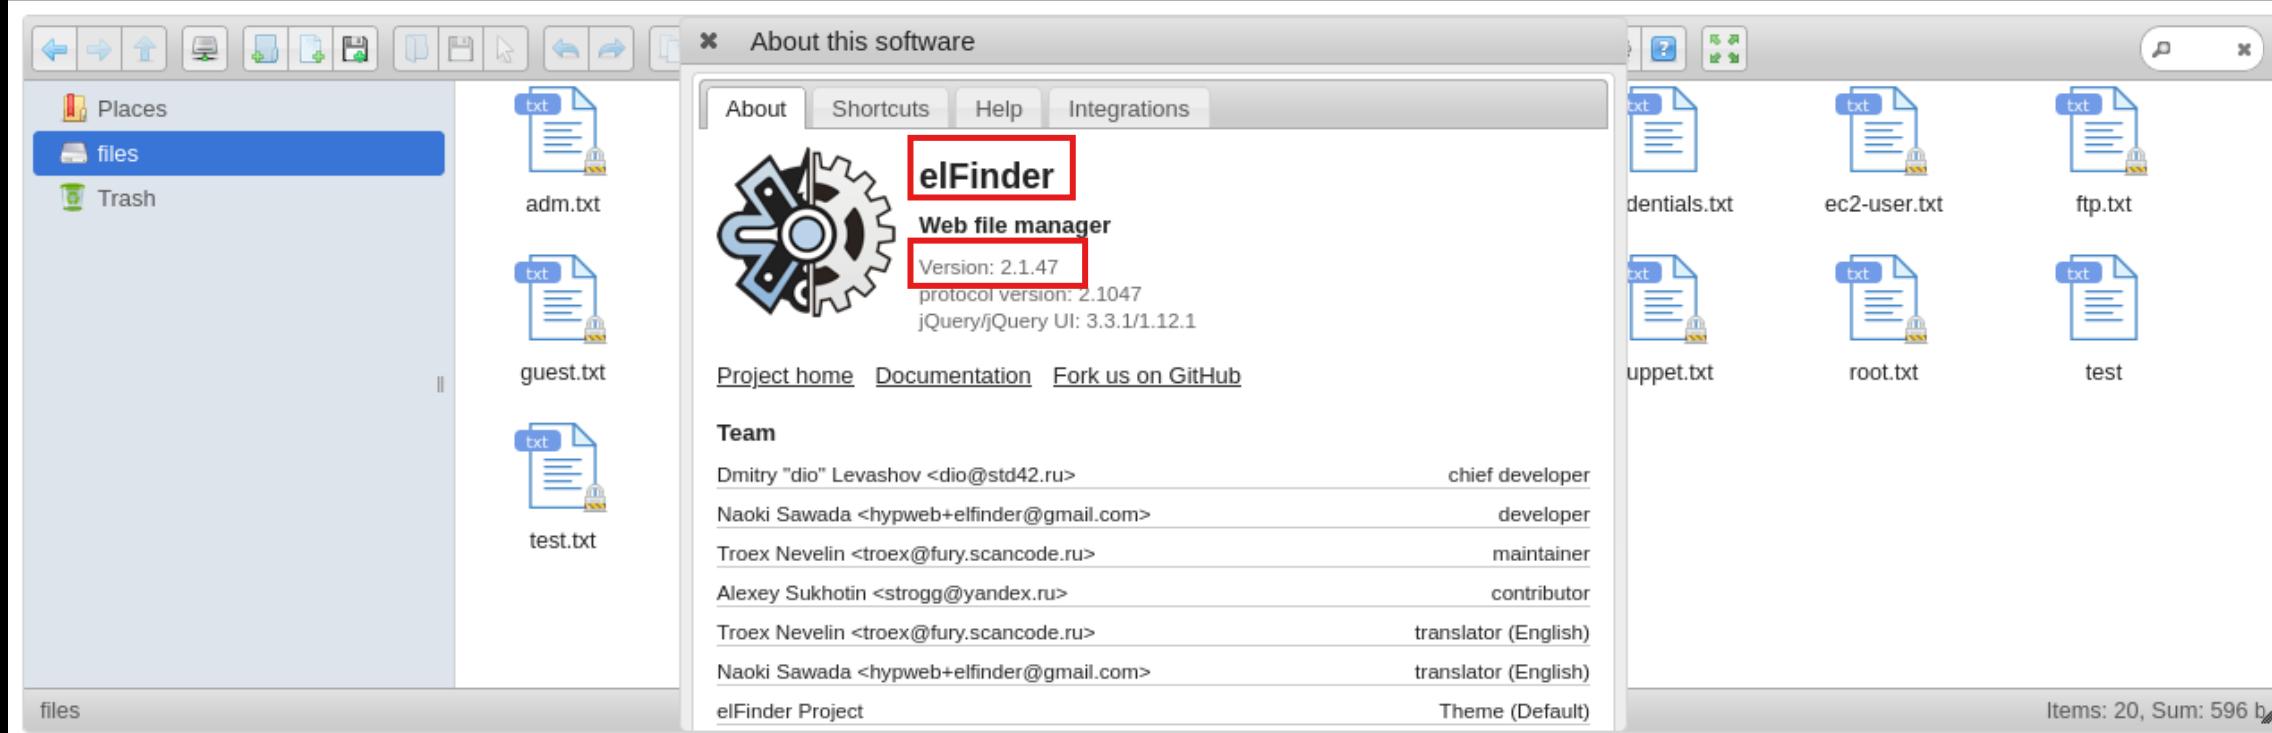 About this software
Places
files
Trash
txt
adm.txt
txt
guest.txt
txt
test.txt
About Shortcuts Help Integrations
elFinder
Web file manager
Version: 2.1.47
protocol version: 2.1047
jQuery/jQuery UI: 3.3.1/1.12.1
Project home Documentation Fork us on GitHub
Team
Dmitry "dio" Levashov <dio@std42.ru> chief developer
Naoki Sawada <hypweb+elfinder@gmail.com> developer
Troex Nevelin <troex@fury.scancode.ru> maintainer
Alexey Sukhotin <strogg@yandex.ru> contributor
Troex Nevelin <troex@fury.scancode.ru> translator (English)
Naoki Sawada <hypweb+elfinder@gmail.com> translator (English)
elFinder Project Theme (Default)
txt txt txt
dentials.txt ec2-user.txt ftp.txt
txt txt txt
uppet.txt root.txt test
files
Items: 20, Sum: 596 b